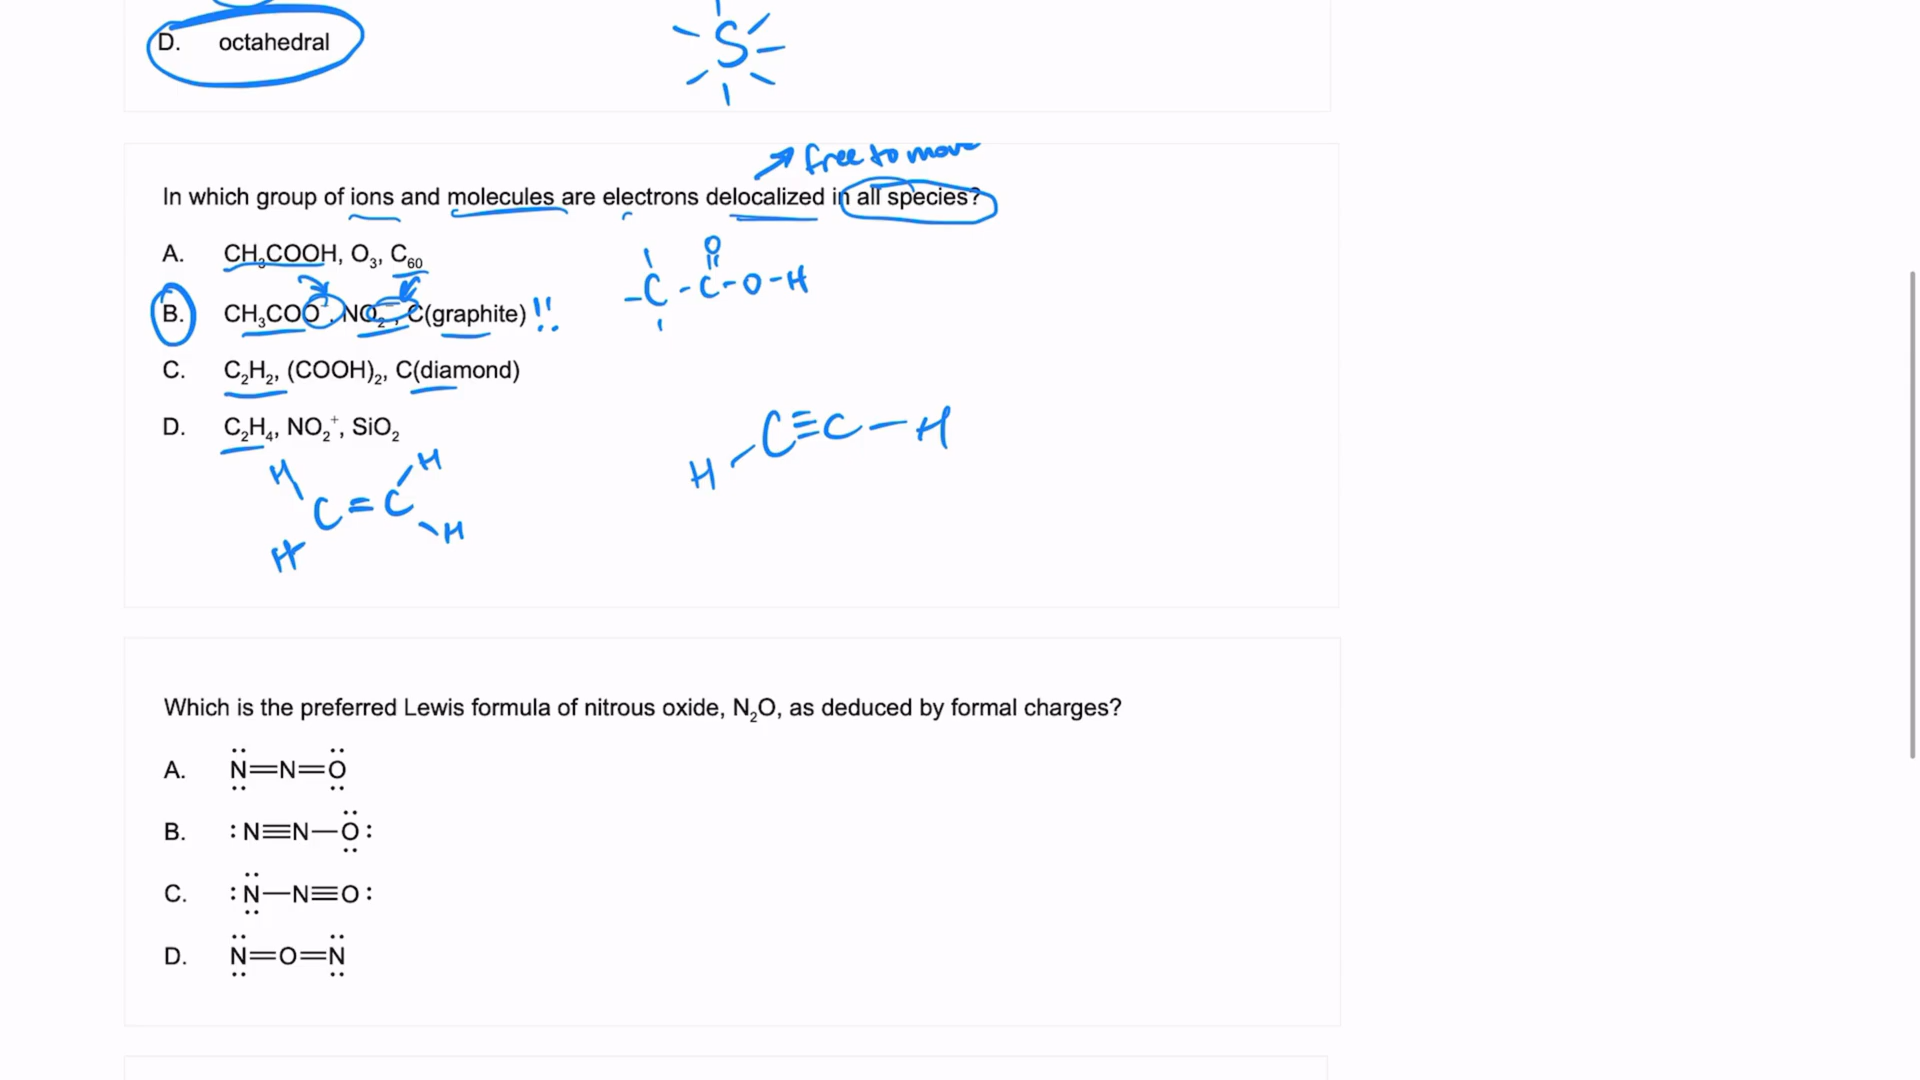 D. octahedral
S
free to move
In which group of ions and molecules are electrons delocalized in all species?
A. CH₃COOH, O₃, C₆₀
B. CH₃COO⁻, NO₂⁻, C(graphite) !!
C. C₂H₂, (COOH)₂, C(diamond)
D. C₂H₄, NO₂⁺, SiO₂
O
-C-C-O-H
H-C≡C-H
H H
C=C
H H
Which is the preferred Lewis formula of nitrous oxide, N₂O, as deduced by formal charges?
A. N=N=O
B. :N≡N—O:
C. :N—N≡O:
D. N=O=N